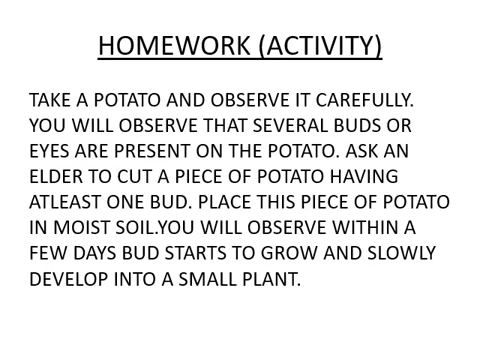 HOMEWORK (ACTIVITY)
TAKE A POTATO AND OBSERVE IT CAREFULLY.
YOU WILL OBSERVE THAT SEVERAL BUDS OR
EYES ARE PRESENT ON THE POTATO. ASK AN
ELDER TO CUT A PIECE OF POTATO HAVING
ATLEAST ONE BUD. PLACE THIS PIECE OF POTATO
IN MOIST SOIL.YOU WILL OBSERVE WITHIN A
FEW DAYS BUD STARTS TO GROW AND SLOWLY
DEVELOP INTO A SMALL PLANT.